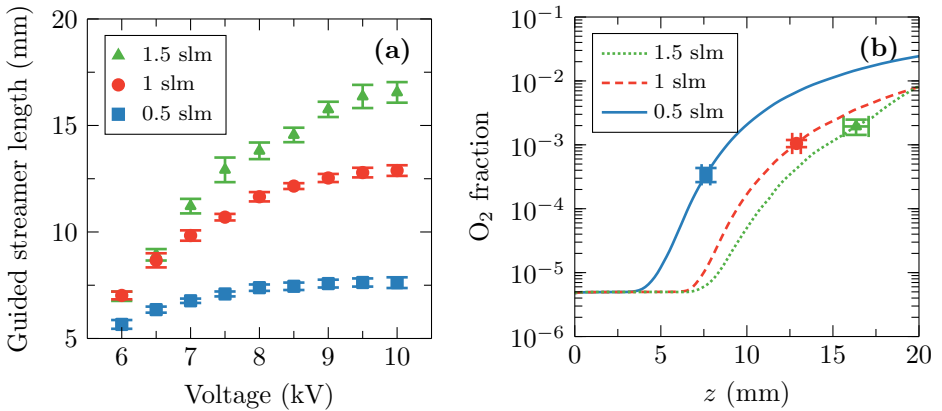 Guided streamer length (mm)
20
15
10
5
1.5 slm
1 slm
0.5 slm
(a)
6 7 8 9 10
Voltage (kV)
O₂ fraction
10⁻¹
10⁻²
10⁻³
10⁻⁴
10⁻⁵
10⁻⁶
1.5 slm
1 slm
0.5 slm
(b)
0 5 10 15 20
z (mm)